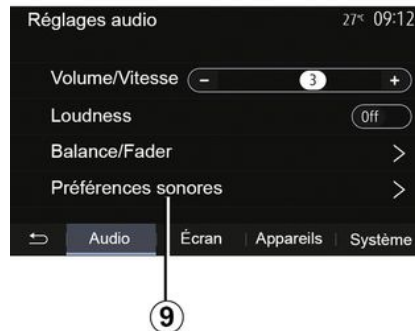 Réglages audio 27°C 09:12
Volume/Vitesse - 3 +
Loudness Off
Balance/Fader >
Préférences sonores >
Audio Écran Appareils Système
9